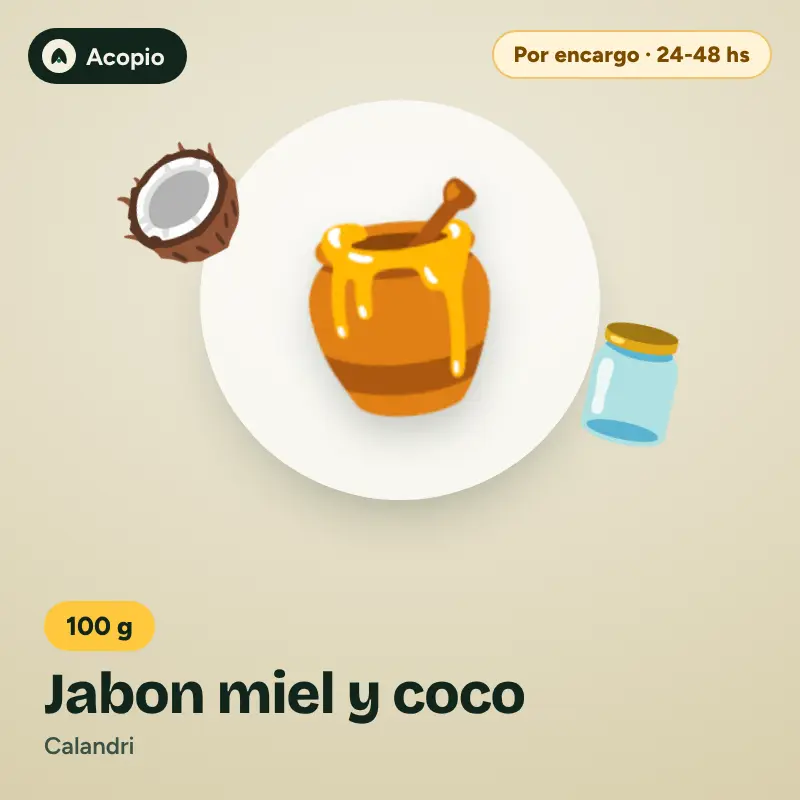 Acopio
Por encargo · 24-48 hs
100 g
Jabon miel y coco
Calandri